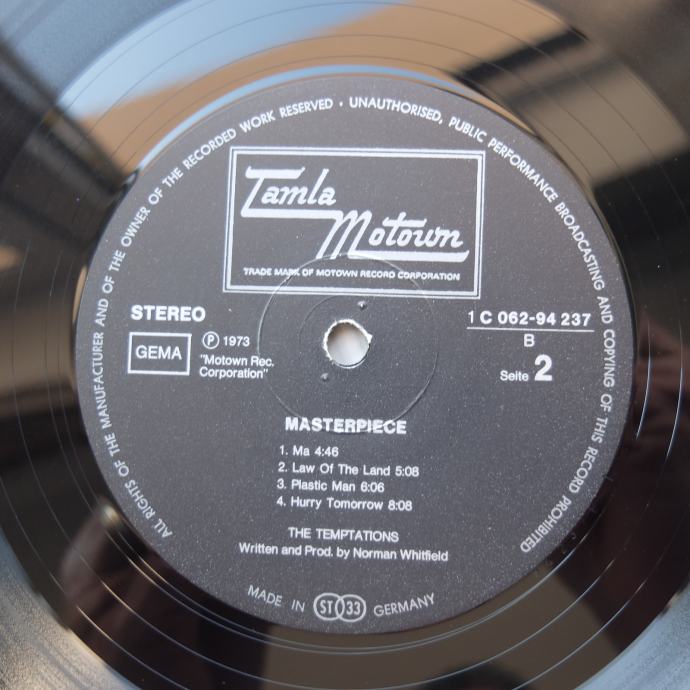 ALL RIGHTS OF THE MANUFACTURER AND OF THE OWNER OF THE RECORDED WORK RESERVED · UNAUTHORISED, PUBLIC PERFORMANCE BROADCASTING AND COPYING OF THIS RECORD PROHIBITED
Tamla
Motown
TRADE MARK OF MOTOWN RECORD CORPORATION
STEREO
GEMA
Ⓟ 1973
"Motown Rec.
Corporation"
1 C 062-94 237
B
Seite 2
MASTERPIECE
1. Ma 4:46
2. Law Of The Land 5:08
3. Plastic Man 6:06
4. Hurry Tomorrow 8:08
THE TEMPTATIONS
Written and Prod. by Norman Whitfield
MADE IN ST 33 GERMANY